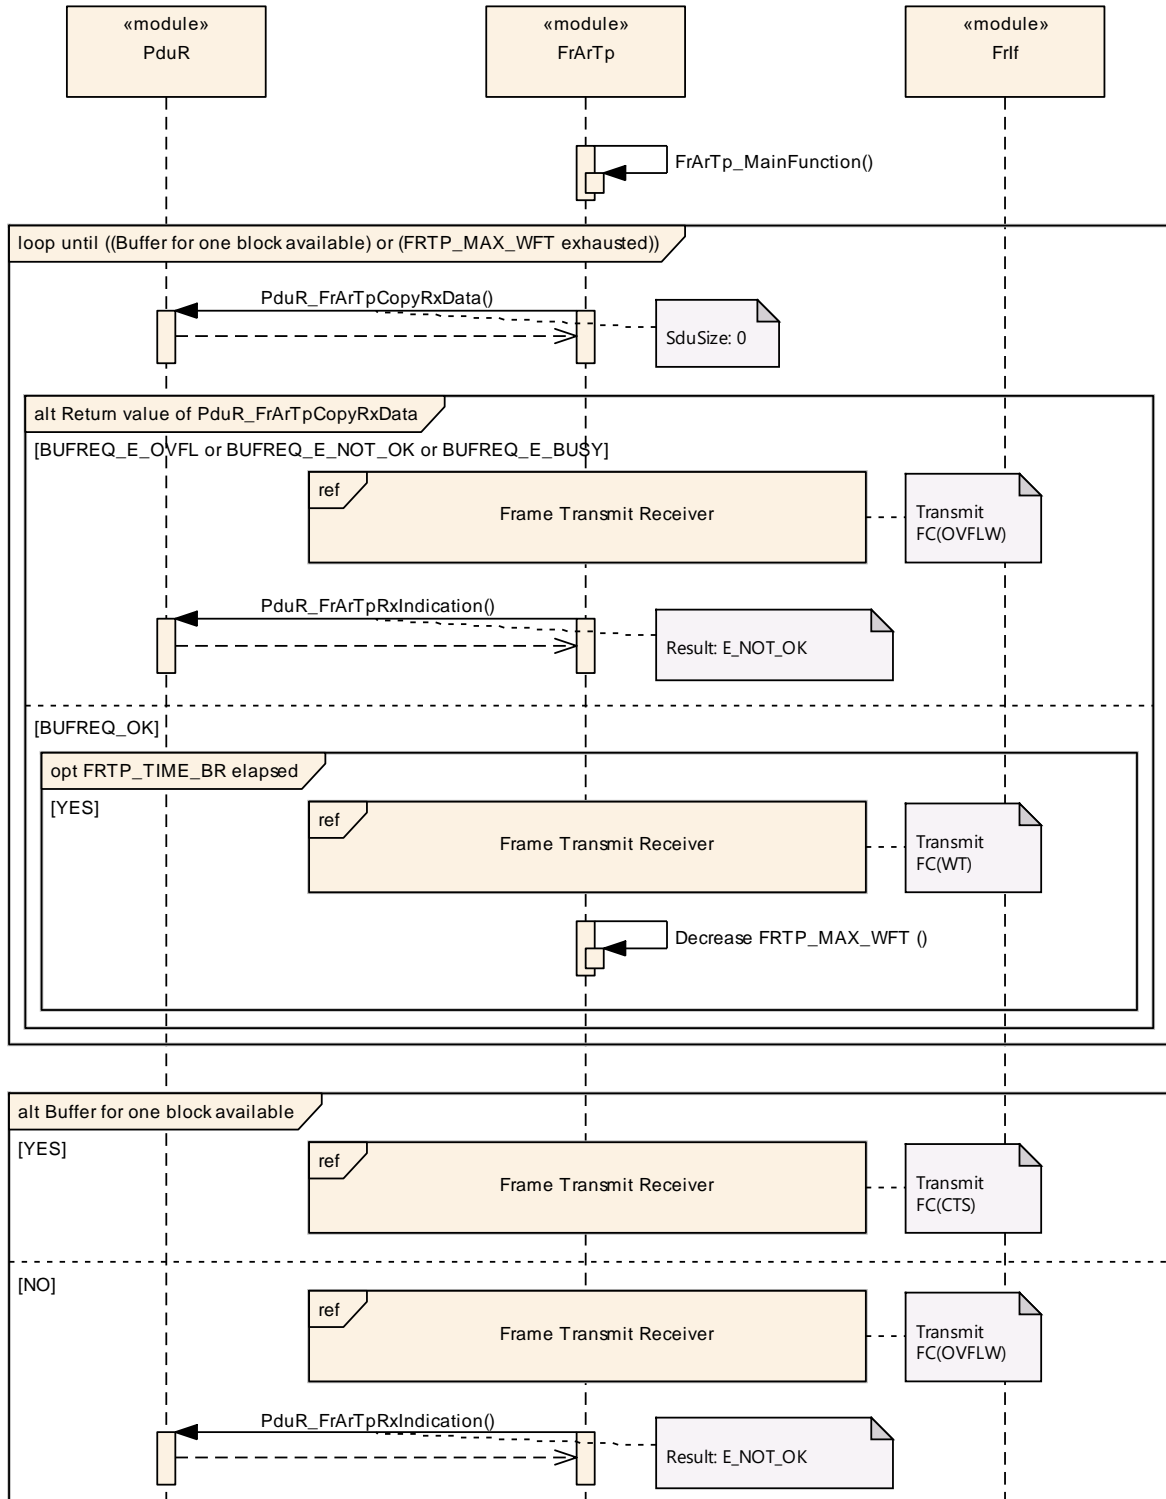 «module»
PduR
«module»
FrArTp
«module»
FrIf
FrArTp_MainFunction()
loop until ((Buffer for one block available) or (FRTP_MAX_WFT exhausted))
PduR_FrArTpCopyRxData()
SduSize: 0
alt Return value of PduR_FrArTpCopyRxData
[BUFREQ_E_OVFL or BUFREQ_E_NOT_OK or BUFREQ_E_BUSY]
ref
Frame Transmit Receiver
Transmit
FC(OVFLW)
PduR_FrArTpRxIndication()
Result: E_NOT_OK
[BUFREQ_OK]
opt FRTP_TIME_BR elapsed
[YES]
ref
Frame Transmit Receiver
Transmit
FC(WT)
Decrease FRTP_MAX_WFT ()
alt Buffer for one block available
[YES]
ref
Frame Transmit Receiver
Transmit
FC(CTS)
[NO]
ref
Frame Transmit Receiver
Transmit
FC(OVFLW)
PduR_FrArTpRxIndication()
Result: E_NOT_OK